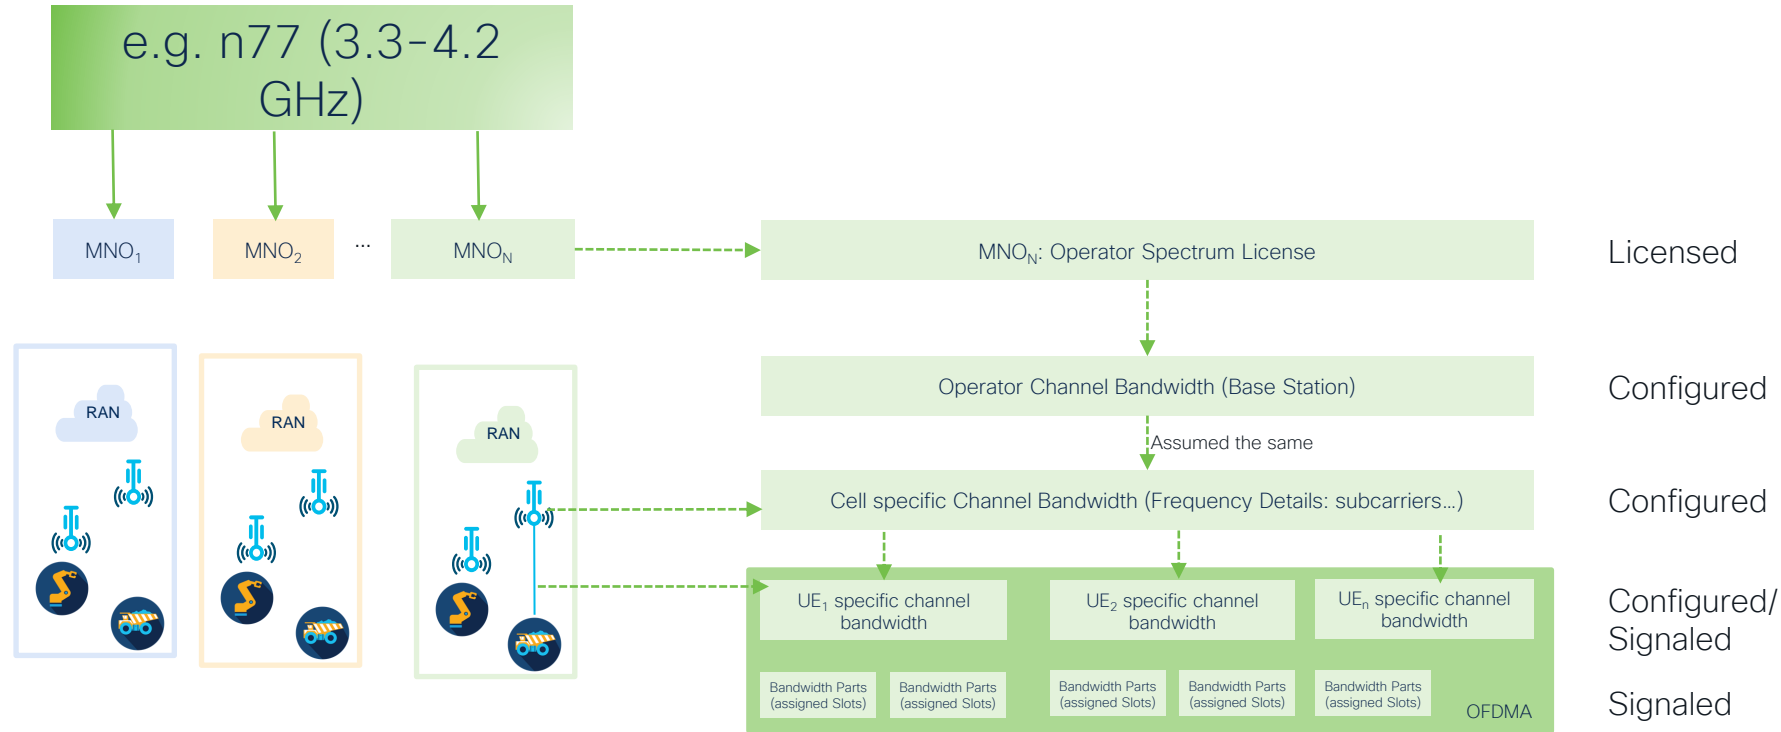 e.g. n77 (3.3-4.2
GHz)
MNO₁
MNO₂
...
MNO_N
MNO_N: Operator Spectrum License
Licensed
Operator Channel Bandwidth (Base Station)
Configured
Assumed the same
RAN
RAN
RAN
Cell specific Channel Bandwidth (Frequency Details: subcarriers...)
Configured
UE₁ specific channel
bandwidth
UE₂ specific channel
bandwidth
UEₙ specific channel
bandwidth
Configured/
Signaled
Bandwidth Parts
(assigned Slots)
Bandwidth Parts
(assigned Slots)
Bandwidth Parts
(assigned Slots)
Bandwidth Parts
(assigned Slots)
Bandwidth Parts
(assigned Slots)
OFDMA
Signaled